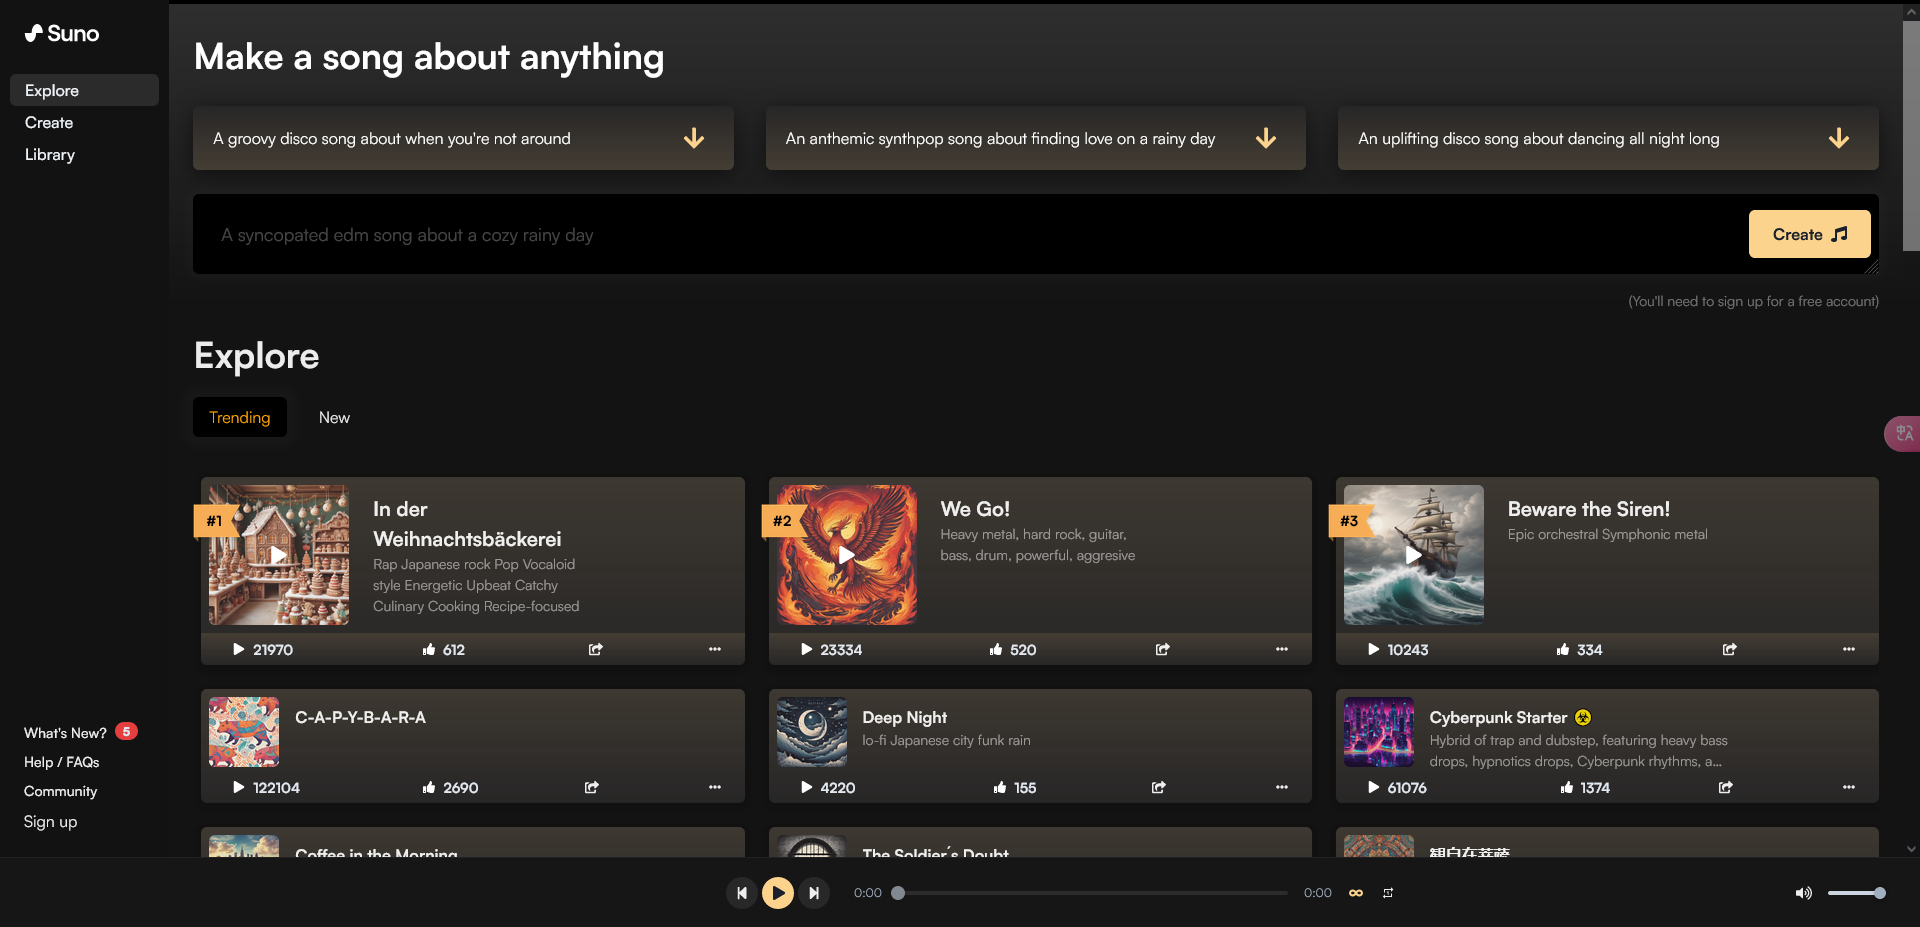 Suno
Explore
Create
Library
Make a song about anything
A groovy disco song about when you're not around
An anthemic synthpop song about finding love on a rainy day
An uplifting disco song about dancing all night long
A syncopated edm song about a cozy rainy day
Create
(You'll need to sign up for a free account)
Explore
Trending
New
#1
In der
Weihnachtsbäckerei
Rap Japanese rock Pop Vocaloid
style Energetic Upbeat Catchy
Culinary Cooking Recipe-focused
21970
612
#2
We Go!
Heavy metal, hard rock, guitar,
bass, drum, powerful, aggresive
23334
520
#3
Beware the Siren!
Epic orchestral Symphonic metal
10243
334
C-A-P-Y-B-A-R-A
122104
2690
Deep Night
lo-fi Japanese city funk rain
4220
155
Cyberpunk Starter ☣
Hybrid of trap and dubstep, featuring heavy bass
drops, hypnotics drops, Cyberpunk rhythms, a...
61076
1374
Coffee in the Morning
The Soldier´s Doubt
観自在菩薩
What's New? 5
Help / FAQs
Community
Sign up
0:00
0:00